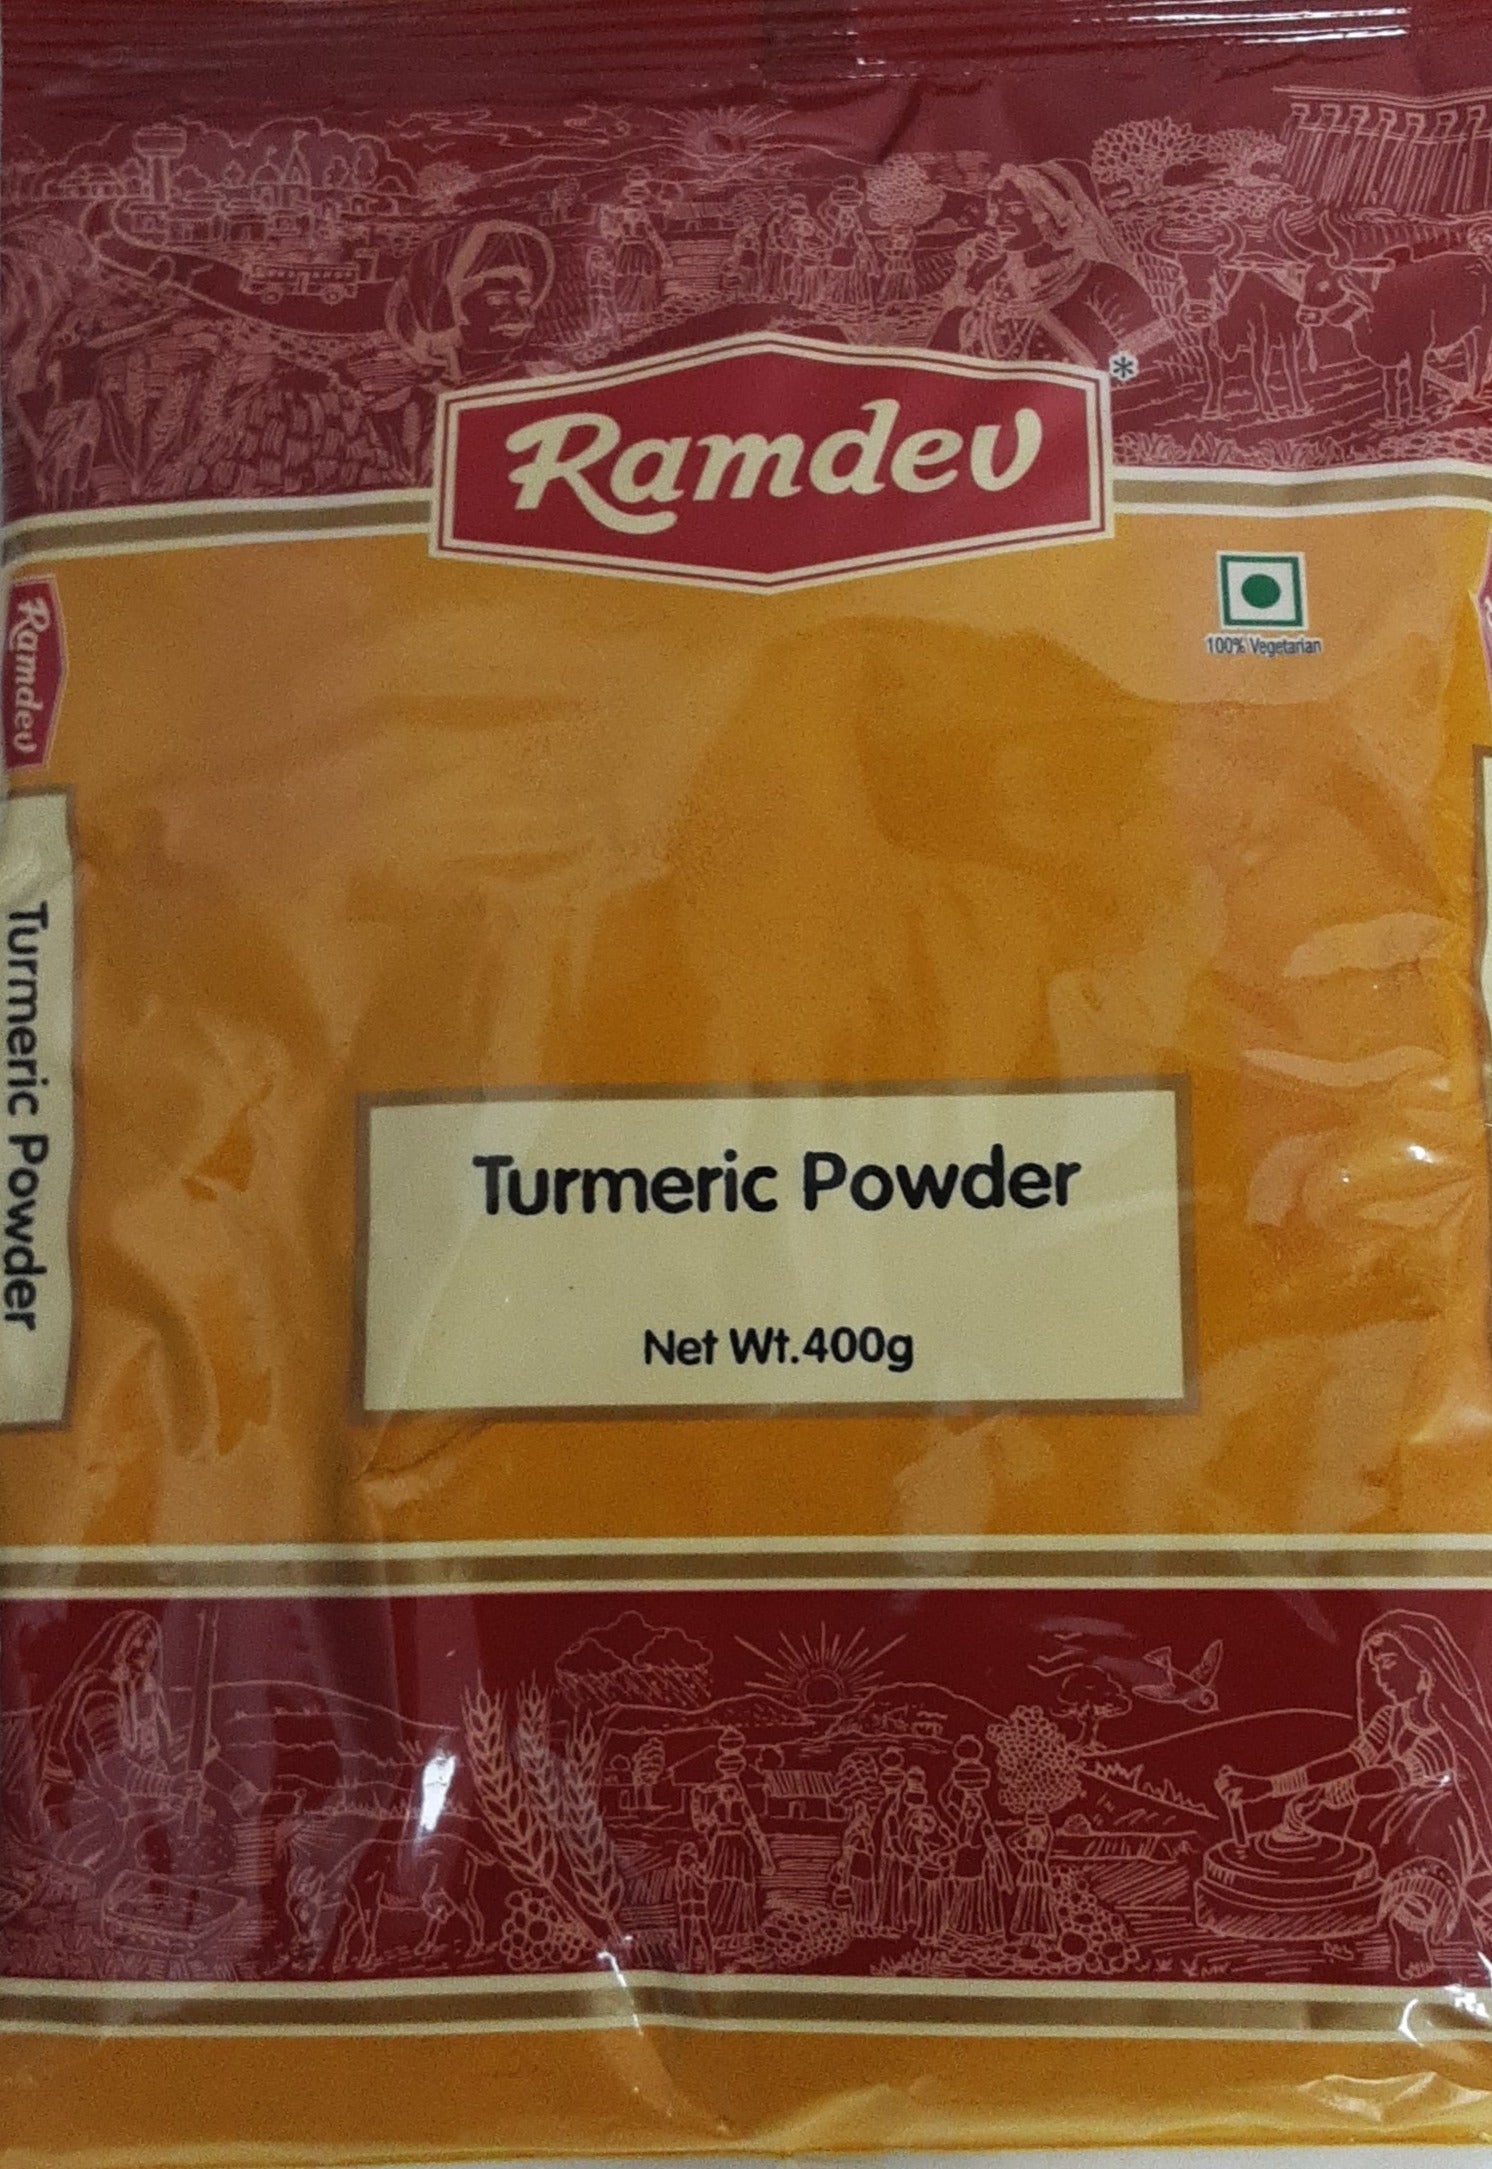 Ramdev
*
100% Vegetarian
Ramdev
Turmeric Powder
Turmeric Powder
Net Wt.400g